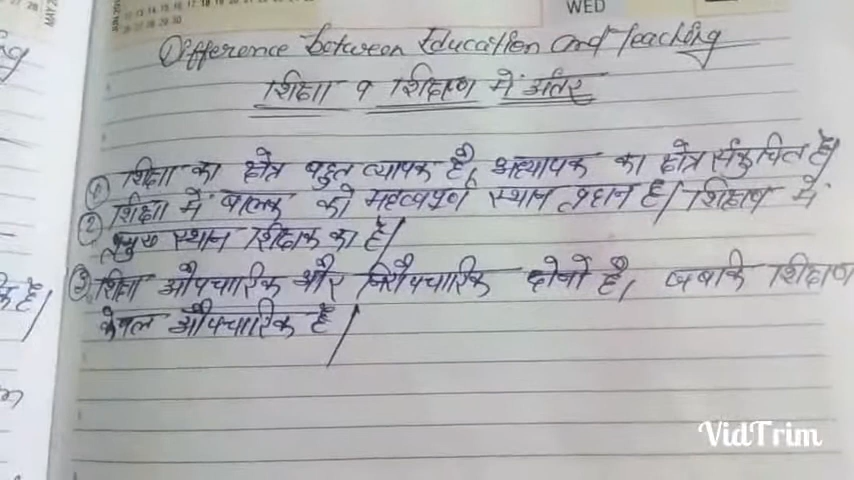 WED
Difference between Education and Teaching
शिक्षा व शिक्षण में अंतर
① शिक्षा का क्षेत्र बहुत व्यापक है, अध्यापक का क्षेत्र संकुचित है|
② शिक्षा में बालक को महत्वपूर्ण स्थान प्रदान है| शिक्षण में
प्रमुख स्थान शिक्षक का है|
③ शिक्षा औपचारिक और निरौपचारिक दोनों है, जबकि शिक्षण
केवल औपचारिक है|
VidTrim